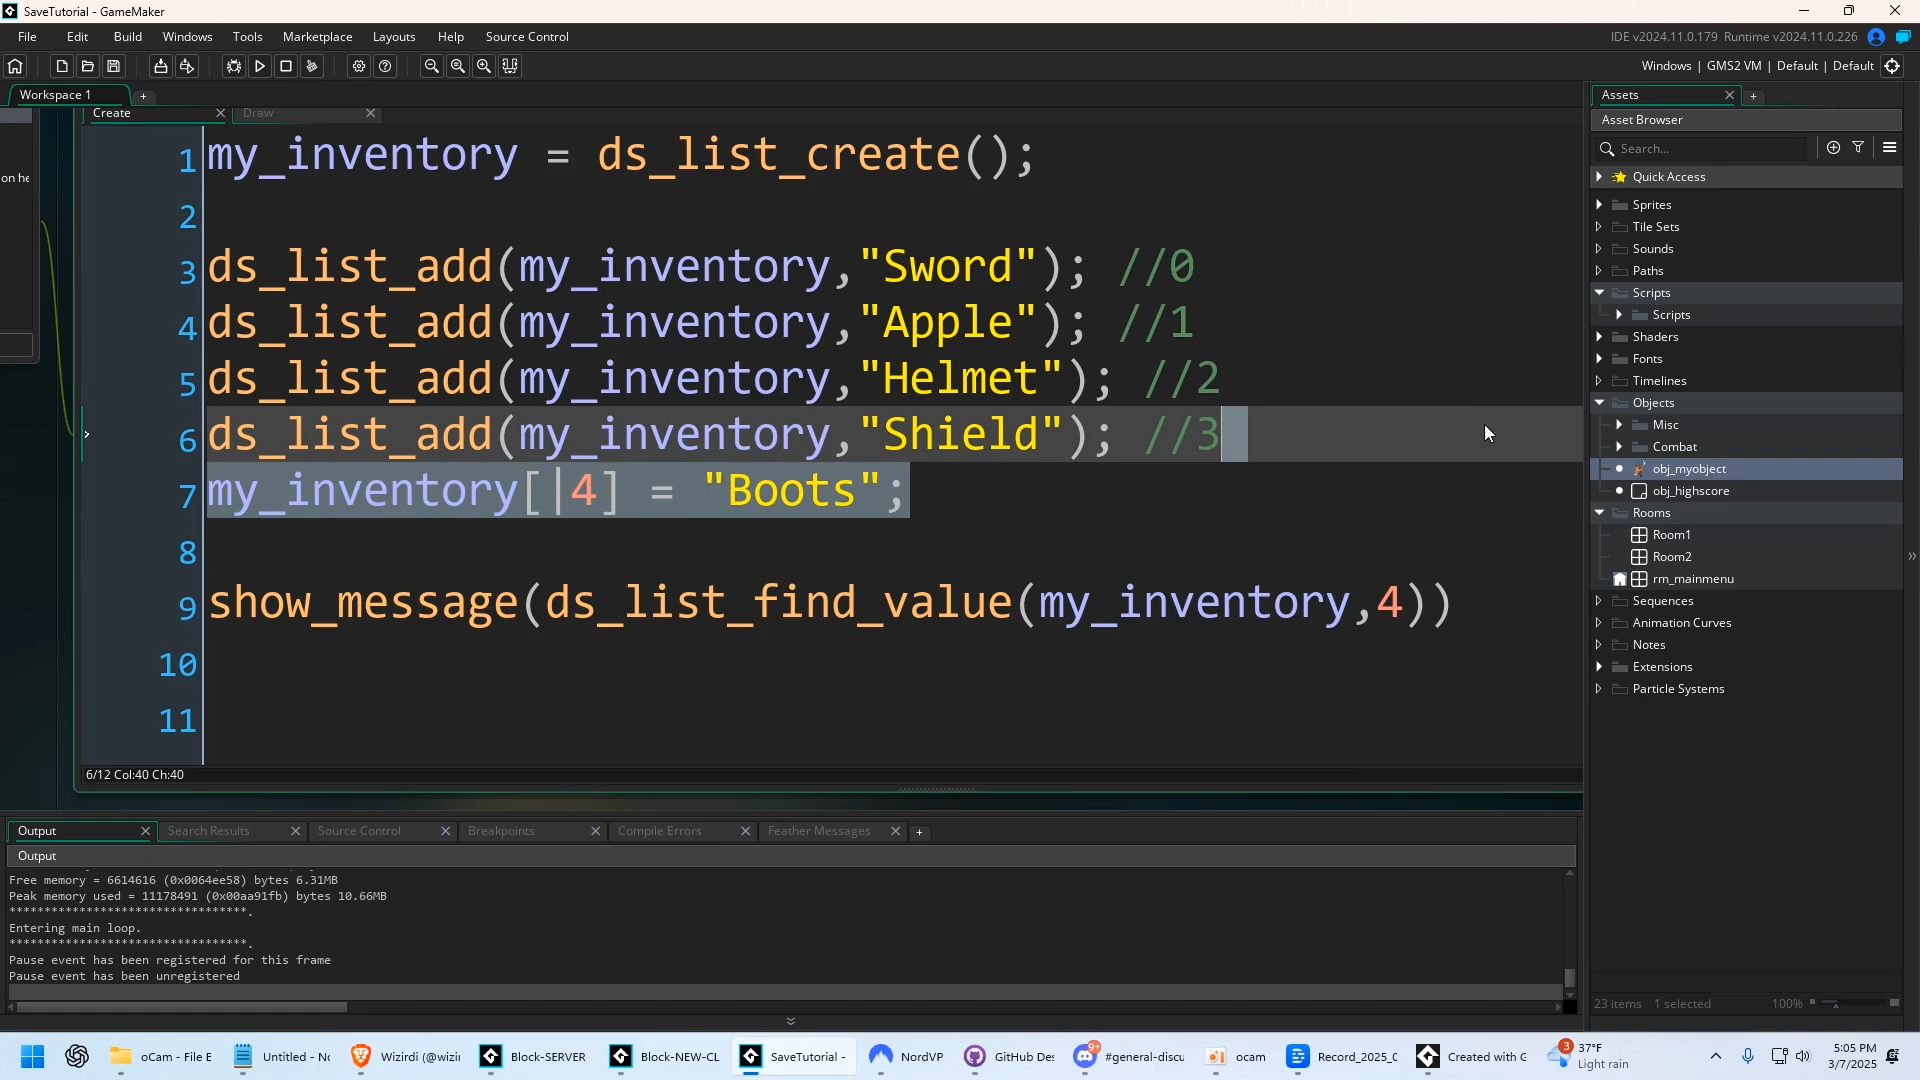 SaveTutorial - GameMaker
File Edit Build Windows Tools Marketplace Layouts Help Source Control
IDE v2024.11.0.179 Runtime v2024.11.0.226
Windows | GMS2 VM | Default | Default
Workspace 1
Create
Draw
on he
1 my_inventory = ds_list_create();
2
3 ds_list_add(my_inventory,"Sword"); //0
4 ds_list_add(my_inventory,"Apple"); //1
5 ds_list_add(my_inventory,"Helmet"); //2
6 ds_list_add(my_inventory,"Shield"); //3
7 my_inventory[|4] = "Boots";
8
9 show_message(ds_list_find_value(my_inventory,4))
10
11
6/12 Col:40 Ch:40
Assets
Asset Browser
Search...
Quick Access
Sprites
Tile Sets
Sounds
Paths
Scripts
Scripts
Shaders
Fonts
Timelines
Objects
Misc
Combat
obj_myobject
obj_highscore
Rooms
Room1
Room2
rm_mainmenu
Sequences
Animation Curves
Notes
Extensions
Particle Systems
23 items 1 selected 100%
Output Search Results Source Control Breakpoints Compile Errors Feather Messages
Output
Free memory = 6614616 (0x0064ee58) bytes 6.31MB
Peak memory used = 11178491 (0x00aa91fb) bytes 10.66MB
*********************************.
Entering main loop.
*********************************.
Pause event has been registered for this frame
Pause event has been unregistered
oCam - File E
Untitled - No
Wizirdi (@wizir
Block-SERVER
Block-NEW-CL
SaveTutorial -
NordVP
GitHub Des
9+
#general-discu
ocam
Record_2025_0
Created with G
3
37°F
Light rain
5:05 PM
3/7/2025